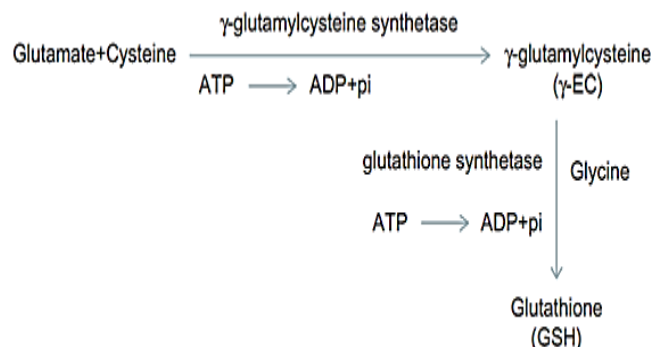 γ-glutamylcysteine synthetase
Glutamate+Cysteine
γ-glutamylcysteine
(γ-EC)
ATP
ADP+pi
glutathione synthetase
Glycine
ATP
ADP+pi
Glutathione
(GSH)